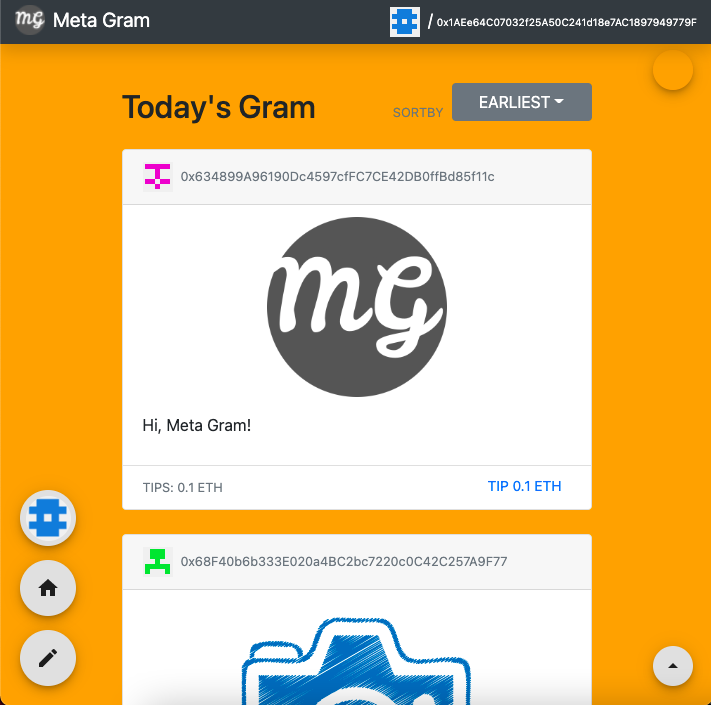 mG Meta Gram
/ 0x1AEe64C07032f25A50C241d18e7AC1897949779F
Today's Gram
SORTBY
EARLIEST
0x634899A96190Dc4597cfFC7CE42DB0ffBd85f11c
mG
Hi, Meta Gram!
TIPS: 0.1 ETH
TIP 0.1 ETH
0x68F40b6b333E020a4BC2bc7220c0C42C257A9F77